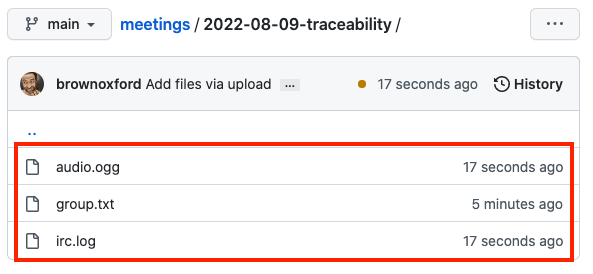 main meetings / 2022-08-09-traceability / ...
brownoxford Add files via upload ... 17 seconds ago History
..
audio.ogg 17 seconds ago
group.txt 5 minutes ago
irc.log 17 seconds ago